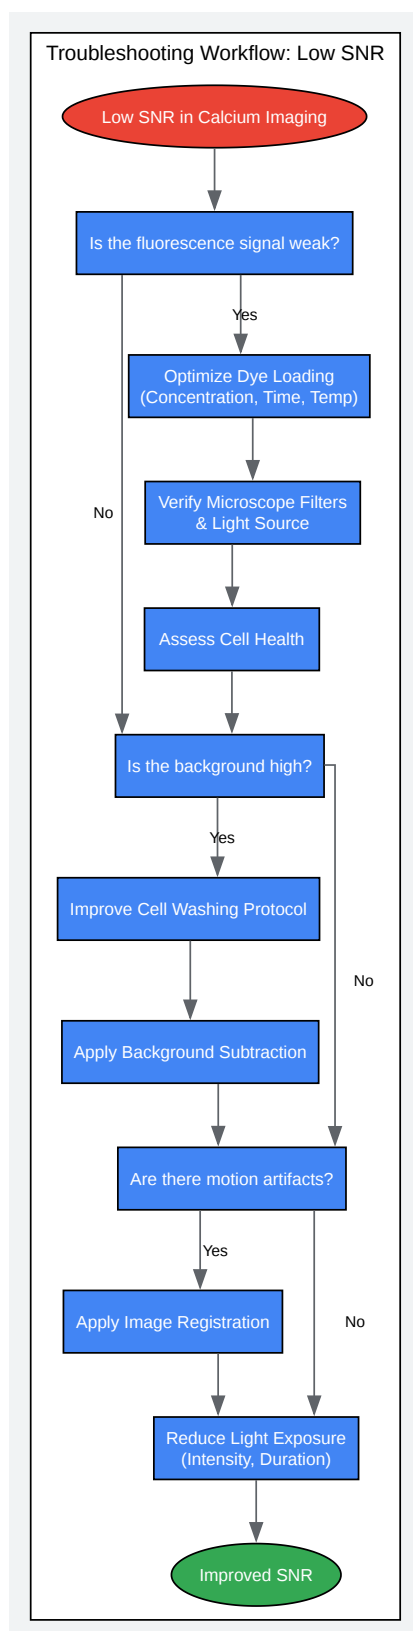 Troubleshooting Workflow: Low SNR
Low SNR in Calcium Imaging
Is the fluorescence signal weak?
Yes
Optimize Dye Loading
(Concentration, Time, Temp)
Verify Microscope Filters
& Light Source
No
Assess Cell Health
Is the background high?
Yes
Improve Cell Washing Protocol
No
Apply Background Subtraction
Are there motion artifacts?
Yes
Apply Image Registration
No
Reduce Light Exposure
(Intensity, Duration)
Improved SNR